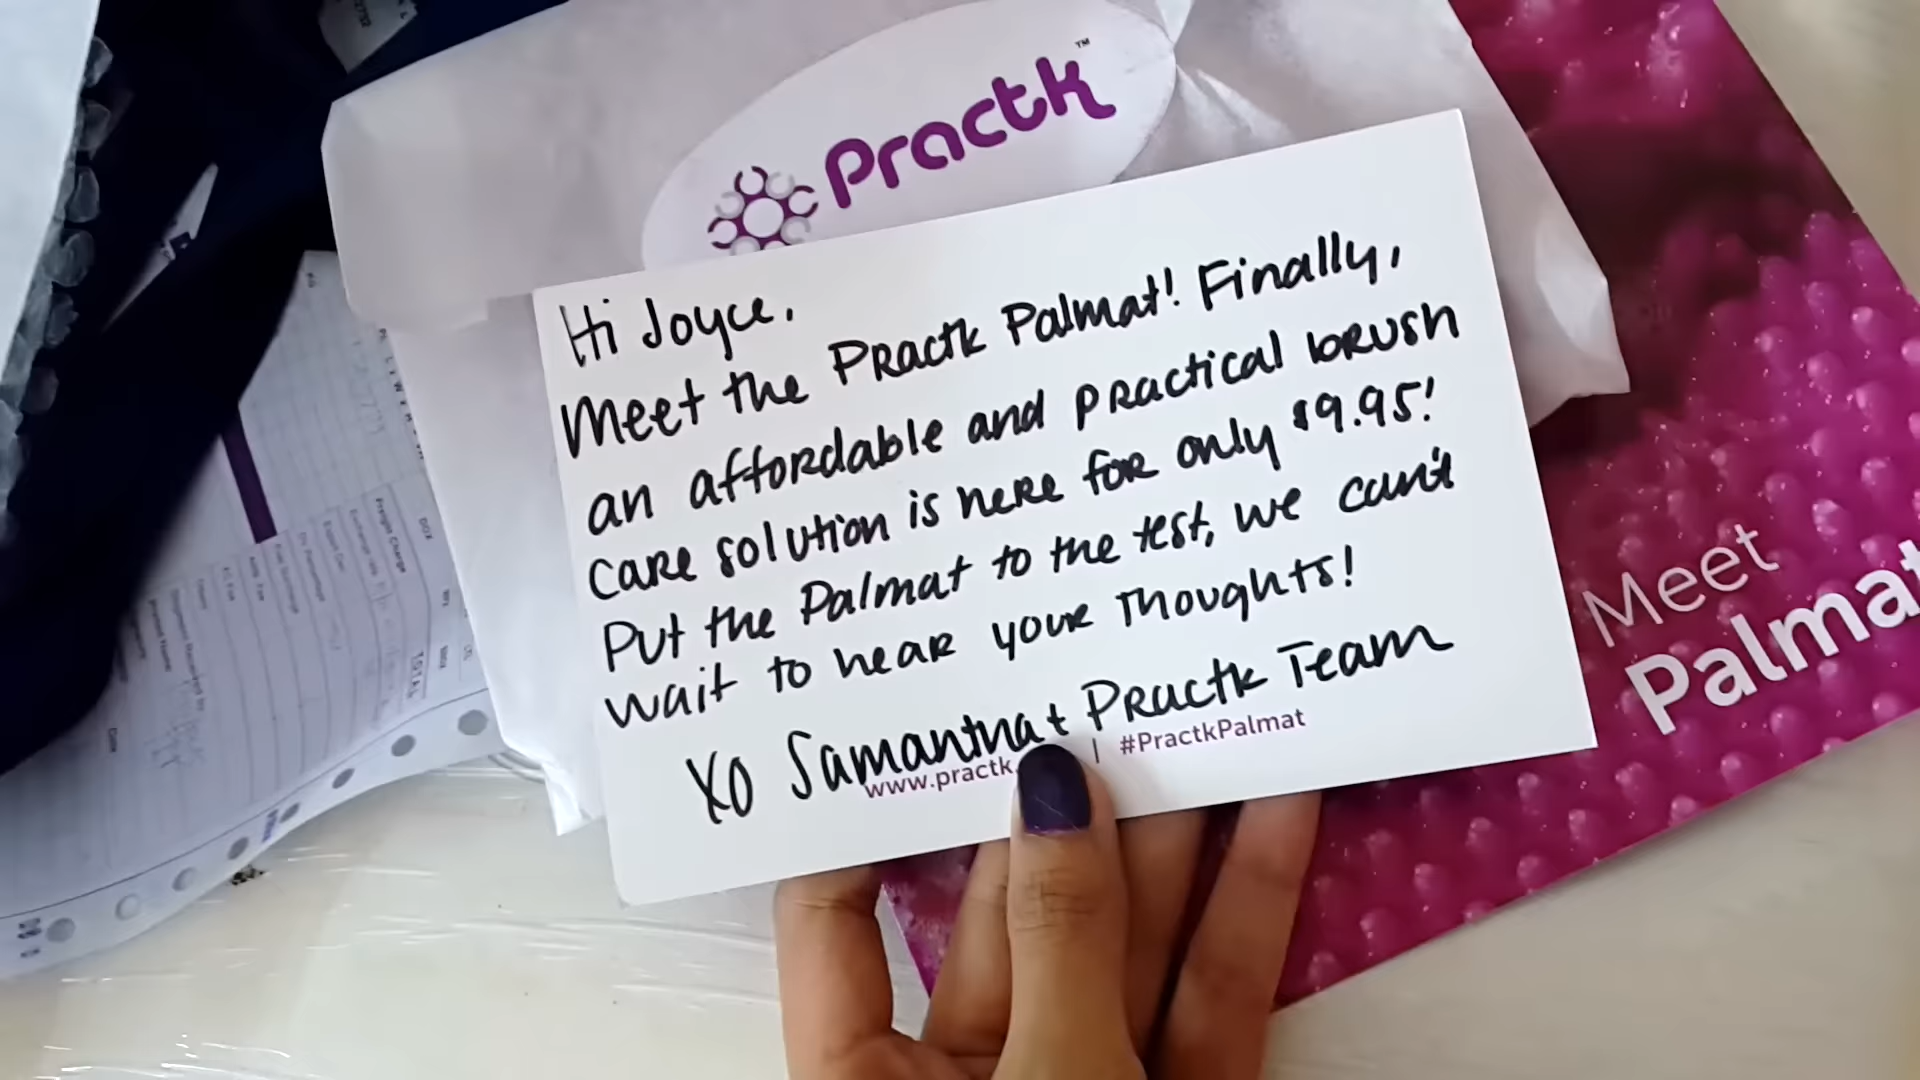 Practk™
Hi Joyce,
Meet the Practk Palmat! Finally,
an affordable and practical brush
care solution is here for only $9.95!
Put the Palmat to the test, we can't
wait to hear your thoughts!
XO Samantha + Practk Team
www.practk. | #PractkPalmat
Meet
Palmat